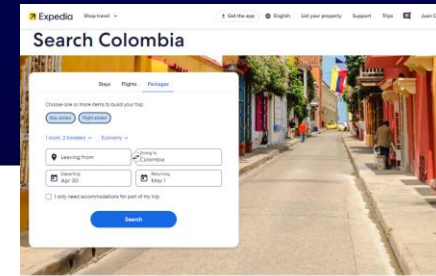 Expedia Shop travel Get the app English List your property Support Trips Juan C
Search Colombia
Stays Flights Packages
Choose one or more items to build your trip:
Stay added Flight added
1 room, 2 travelers Economy
Leaving from Going to Colombia
Departing Returning
Apr 30 May 1
I only need accommodations for part of my trip
Search